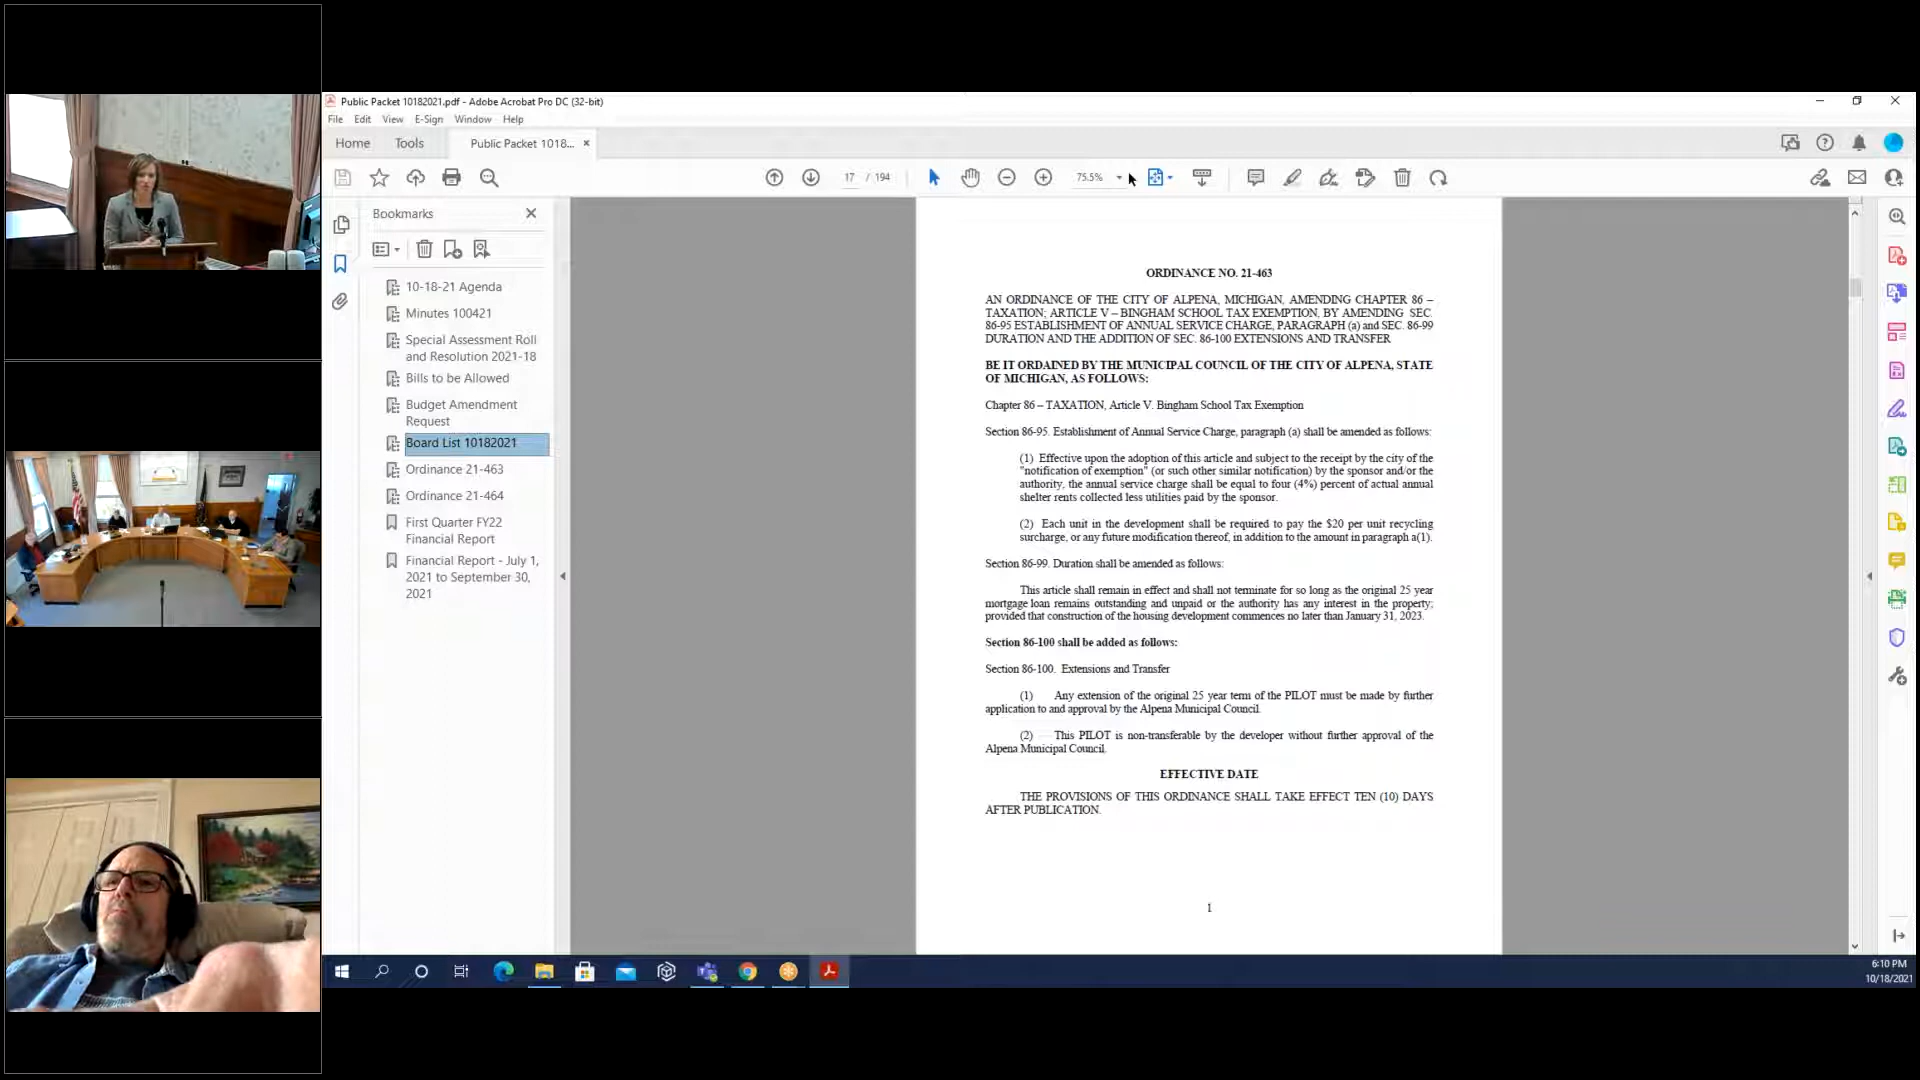 Public Packet 10182021.pdf - Adobe Acrobat Pro DC (32-bit)
File Edit View E-Sign Window Help
Home Tools Public Packet 1018... ×
17 / 194 75.5%
Bookmarks
10-18-21 Agenda
Minutes 100421
Special Assessment Roll
and Resolution 2021-18
Bills to be Allowed
Budget Amendment
Request
Board List 10182021
Ordinance 21-463
Ordinance 21-464
First Quarter FY22
Financial Report
Financial Report - July 1,
2021 to September 30,
2021
ORDINANCE NO. 21-463
AN ORDINANCE OF THE CITY OF ALPENA, MICHIGAN, AMENDING CHAPTER 86 –
TAXATION; ARTICLE V – BINGHAM SCHOOL TAX EXEMPTION, BY AMENDING SEC.
86-95 ESTABLISHMENT OF ANNUAL SERVICE CHARGE, PARAGRAPH (a) and SEC. 86-99
DURATION AND THE ADDITION OF SEC. 86-100 EXTENSIONS AND TRANSFER
BE IT ORDAINED BY THE MUNICIPAL COUNCIL OF THE CITY OF ALPENA, STATE
OF MICHIGAN, AS FOLLOWS:
Chapter 86 – TAXATION, Article V. Bingham School Tax Exemption
Section 86-95. Establishment of Annual Service Charge, paragraph (a) shall be amended as follows:
(1) Effective upon the adoption of this article and subject to the receipt by the city of the
"notification of exemption" (or such other similar notification) by the sponsor and/or the
authority, the annual service charge shall be equal to four (4%) percent of actual annual
shelter rents collected less utilities paid by the sponsor.
(2) Each unit in the development shall be required to pay the $20 per unit recycling
surcharge, or any future modification thereof, in addition to the amount in paragraph a(1).
Section 86-99. Duration shall be amended as follows:
This article shall remain in effect and shall not terminate for so long as the original 25 year
mortgage loan remains outstanding and unpaid or the authority has any interest in the property;
provided that construction of the housing development commences no later than January 31, 2023.
Section 86-100 shall be added as follows:
Section 86-100. Extensions and Transfer
(1) Any extension of the original 25 year term of the PILOT must be made by further
application to and approval by the Alpena Municipal Council.
(2) This PILOT is non-transferable by the developer without further approval of the
Alpena Municipal Council.
EFFECTIVE DATE
THE PROVISIONS OF THIS ORDINANCE SHALL TAKE EFFECT TEN (10) DAYS
AFTER PUBLICATION.
1
6:10 PM
10/18/2021